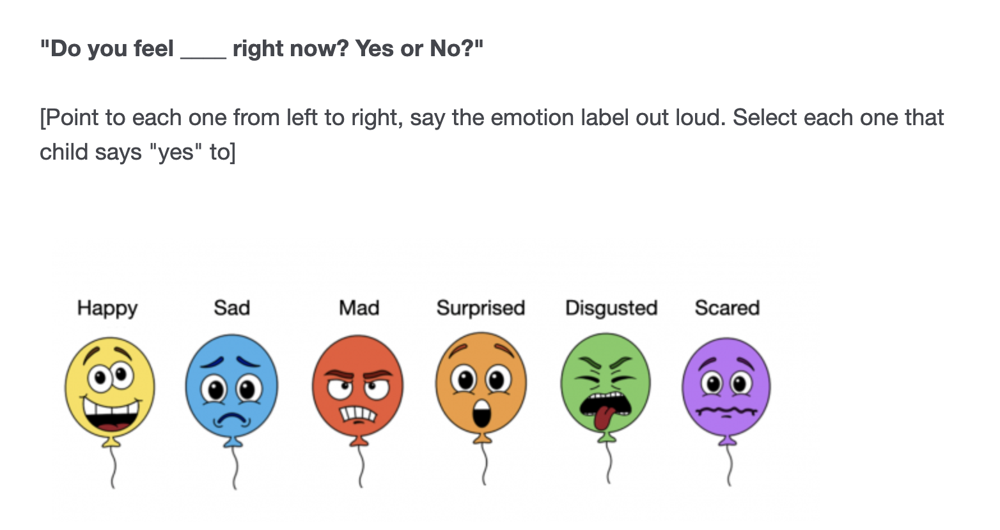 "Do you feel ____ right now? Yes or No?"
[Point to each one from left to right, say the emotion label out loud. Select each one that
child says "yes" to]
Happy Sad Mad Surprised Disgusted Scared